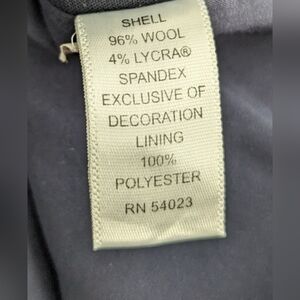 SHELL
96% WOOL
4% LYCRA®
SPANDEX
EXCLUSIVE OF
DECORATION
LINING
100%
POLYESTER
RN 54023